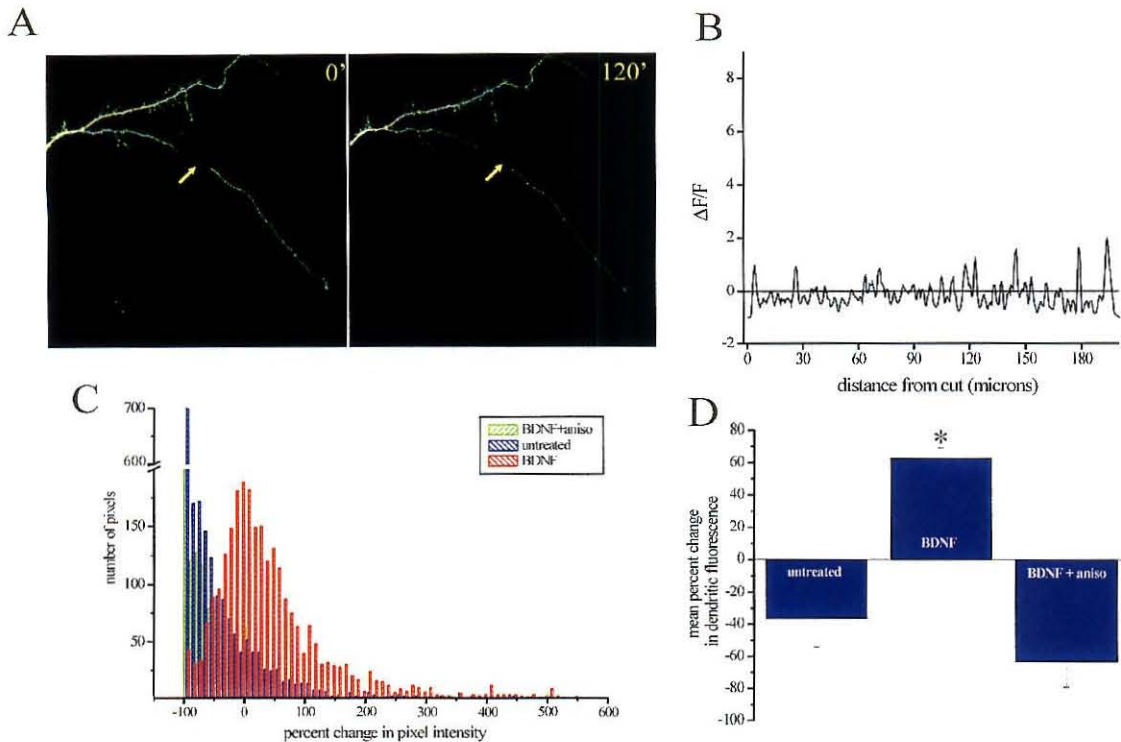 A
0'
120'
B
8
6
4
2
0
-2
ΔF/F
0 30 60 90 120 150 180
distance from cut (microns)
C
700
600
150
100
50
number of pixels
BDNF+aniso
untreated
BDNF
-100 0 100 200 300 400 500 600
percent change in pixel intensity
D
80
60
40
20
0
-20
-40
-60
-80
-100
mean percent change
in dendritic fluorescence
*
untreated
BDNF
BDNF + aniso